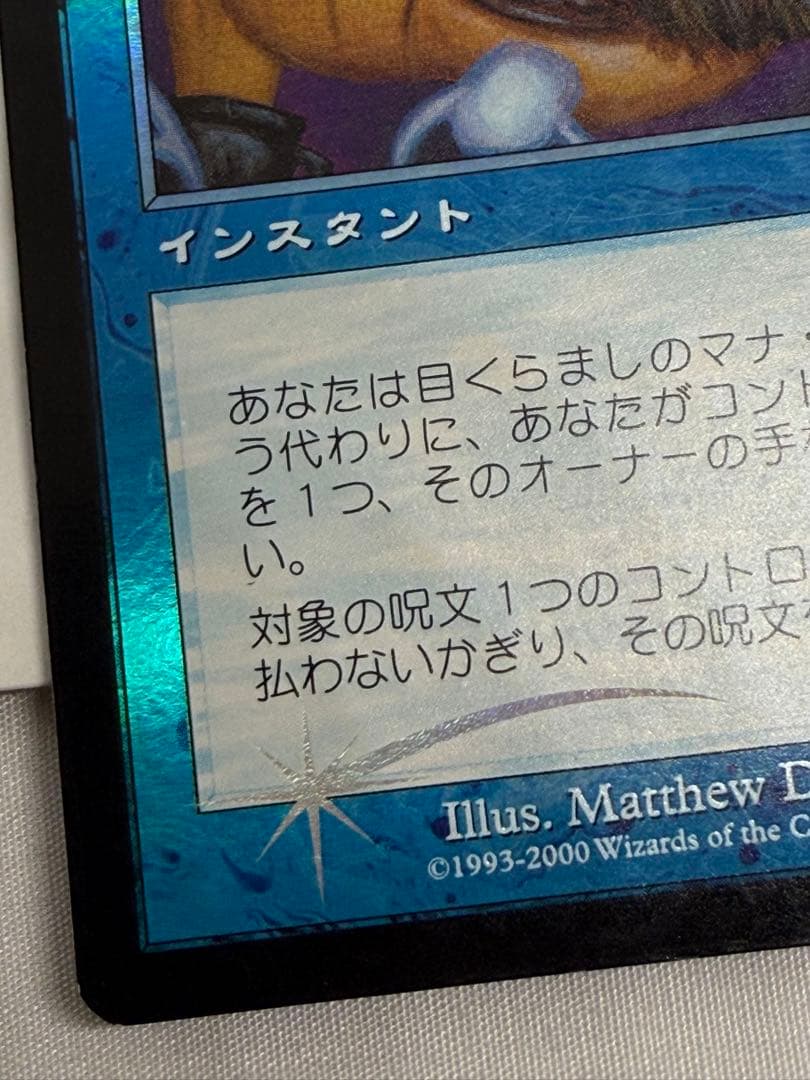 インスタント
あなたは目くらましのマナ・
う代わりに、あなたがコント
を1つ、そのオーナーの手
い。
対象の呪文1つのコントロ
払わないかぎり、その呪文
Illus. Matthew D
©1993-2000 Wizards of the C